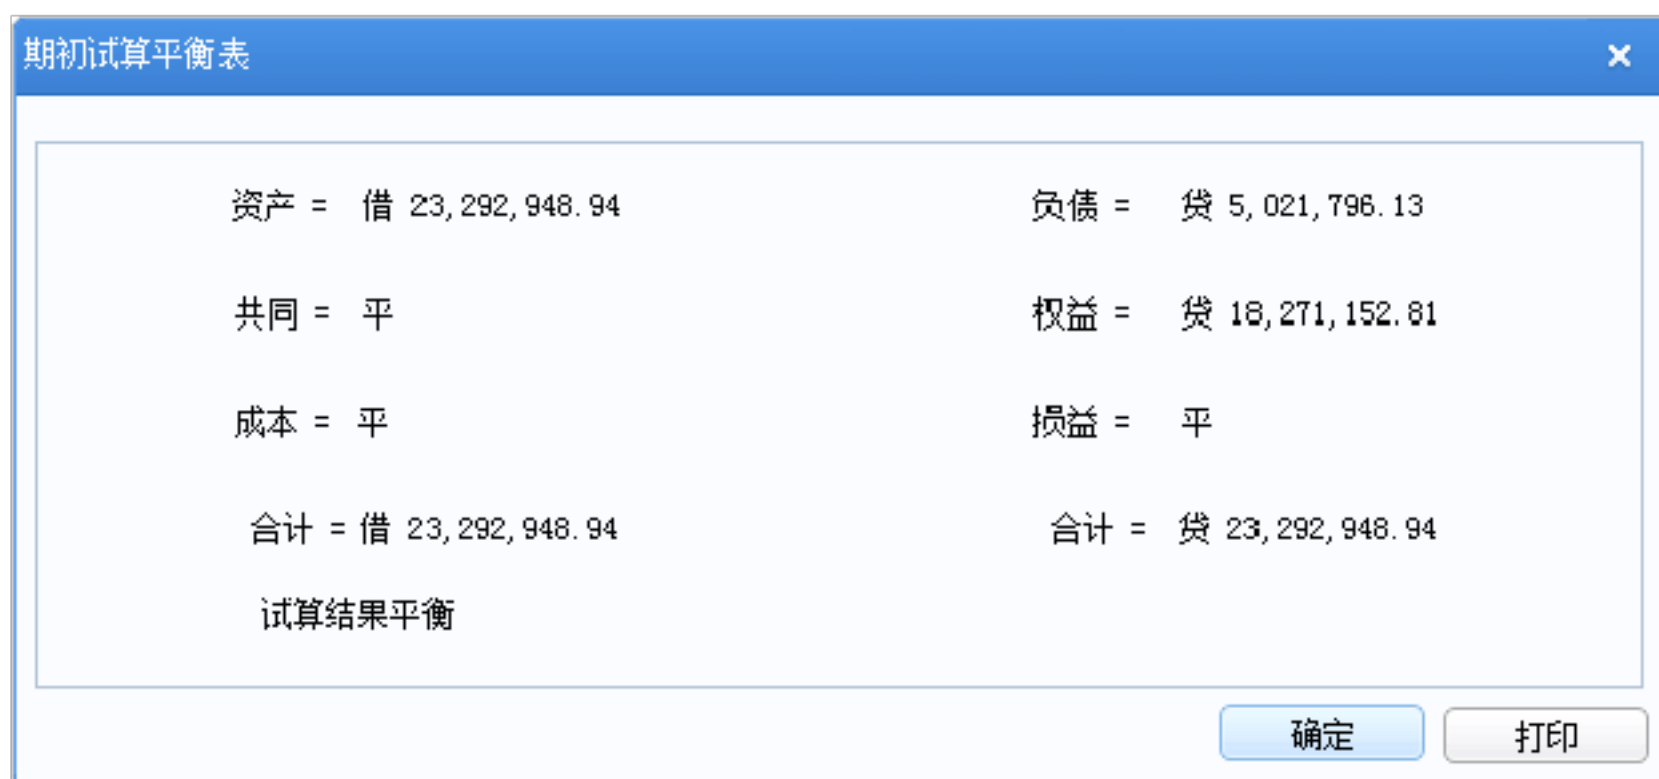 期初试算平衡表
资产 = 借 23,292,948.94 负债 = 贷 5,021,796.13
共同 = 平 权益 = 贷 18,271,152.81
成本 = 平 损益 = 平
合计 = 借 23,292,948.94 合计 = 贷 23,292,948.94
试算结果平衡
确定 打印